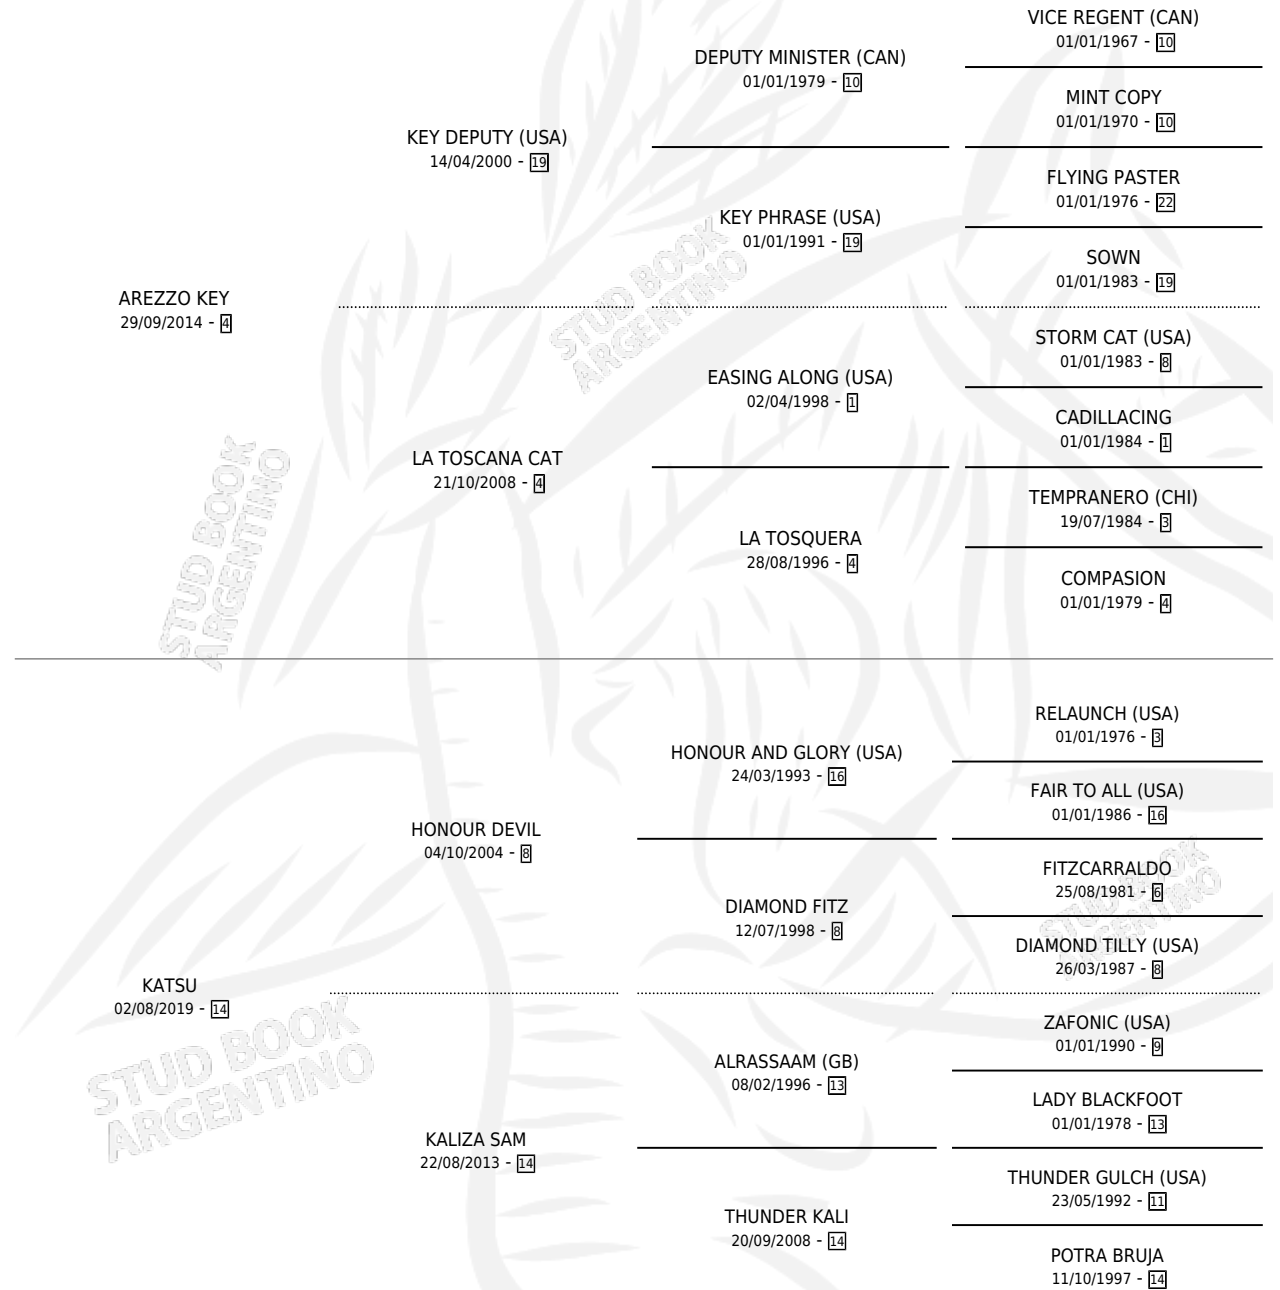 VICE REGENT (CAN)
01/01/1967 - 10
DEPUTY MINISTER (CAN)
01/01/1979 - 10
MINT COPY
01/01/1970 - 10
KEY DEPUTY (USA)
14/04/2000 - 19
FLYING PASTER
01/01/1976 - 22
KEY PHRASE (USA)
01/01/1991 - 19
SOWN
01/01/1983 - 19
AREZZO KEY
29/09/2014 - 4
STORM CAT (USA)
01/01/1983 - 8
EASING ALONG (USA)
02/04/1998 - 1
CADILLACING
01/01/1984 - 1
LA TOSCANA CAT
21/10/2008 - 4
TEMPRANERO (CHI)
19/07/1984 - 3
LA TOSQUERA
28/08/1996 - 4
COMPASION
01/01/1979 - 4
STUD BOOK
ARGENTINO
STUD BOOK
ARGENTINO
RELAUNCH (USA)
01/01/1976 - 3
HONOUR AND GLORY (USA)
24/03/1993 - 16
FAIR TO ALL (USA)
01/01/1986 - 16
HONOUR DEVIL
04/10/2004 - 8
FITZCARRALDO
25/08/1981 - 6
DIAMOND FITZ
12/07/1998 - 8
DIAMOND TILLY (USA)
26/03/1987 - 8
KATSU
02/08/2019 - 14
ZAFONIC (USA)
01/01/1990 - 9
ALRASSAAM (GB)
08/02/1996 - 13
LADY BLACKFOOT
01/01/1978 - 13
KALIZA SAM
22/08/2013 - 14
THUNDER GULCH (USA)
23/05/1992 - 11
THUNDER KALI
20/09/2008 - 14
POTRA BRUJA
11/10/1997 - 14
STUD BOOK
ARGENTINO
STUD BOOK
ARGENTINO